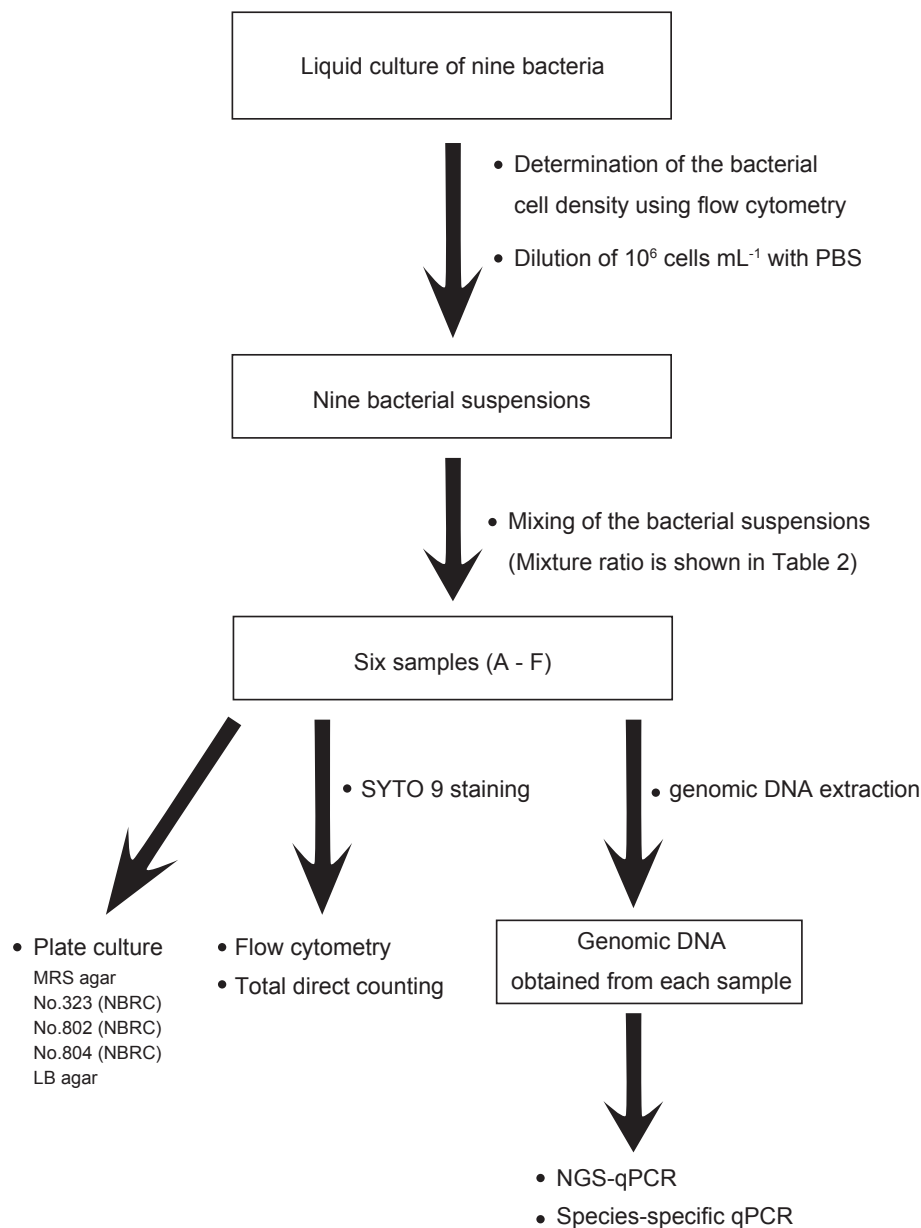 Liquid culture of nine bacteria
• Determination of the bacterial
cell density using flow cytometry
• Dilution of 10⁶ cells mL⁻¹ with PBS
Nine bacterial suspensions
• Mixing of the bacterial suspensions
(Mixture ratio is shown in Table 2)
Six samples (A - F)
• SYTO 9 staining
• genomic DNA extraction
• Plate culture
MRS agar
No.323 (NBRC)
No.802 (NBRC)
No.804 (NBRC)
LB agar
• Flow cytometry
• Total direct counting
Genomic DNA
obtained from each sample
• NGS-qPCR
• Species-specific qPCR